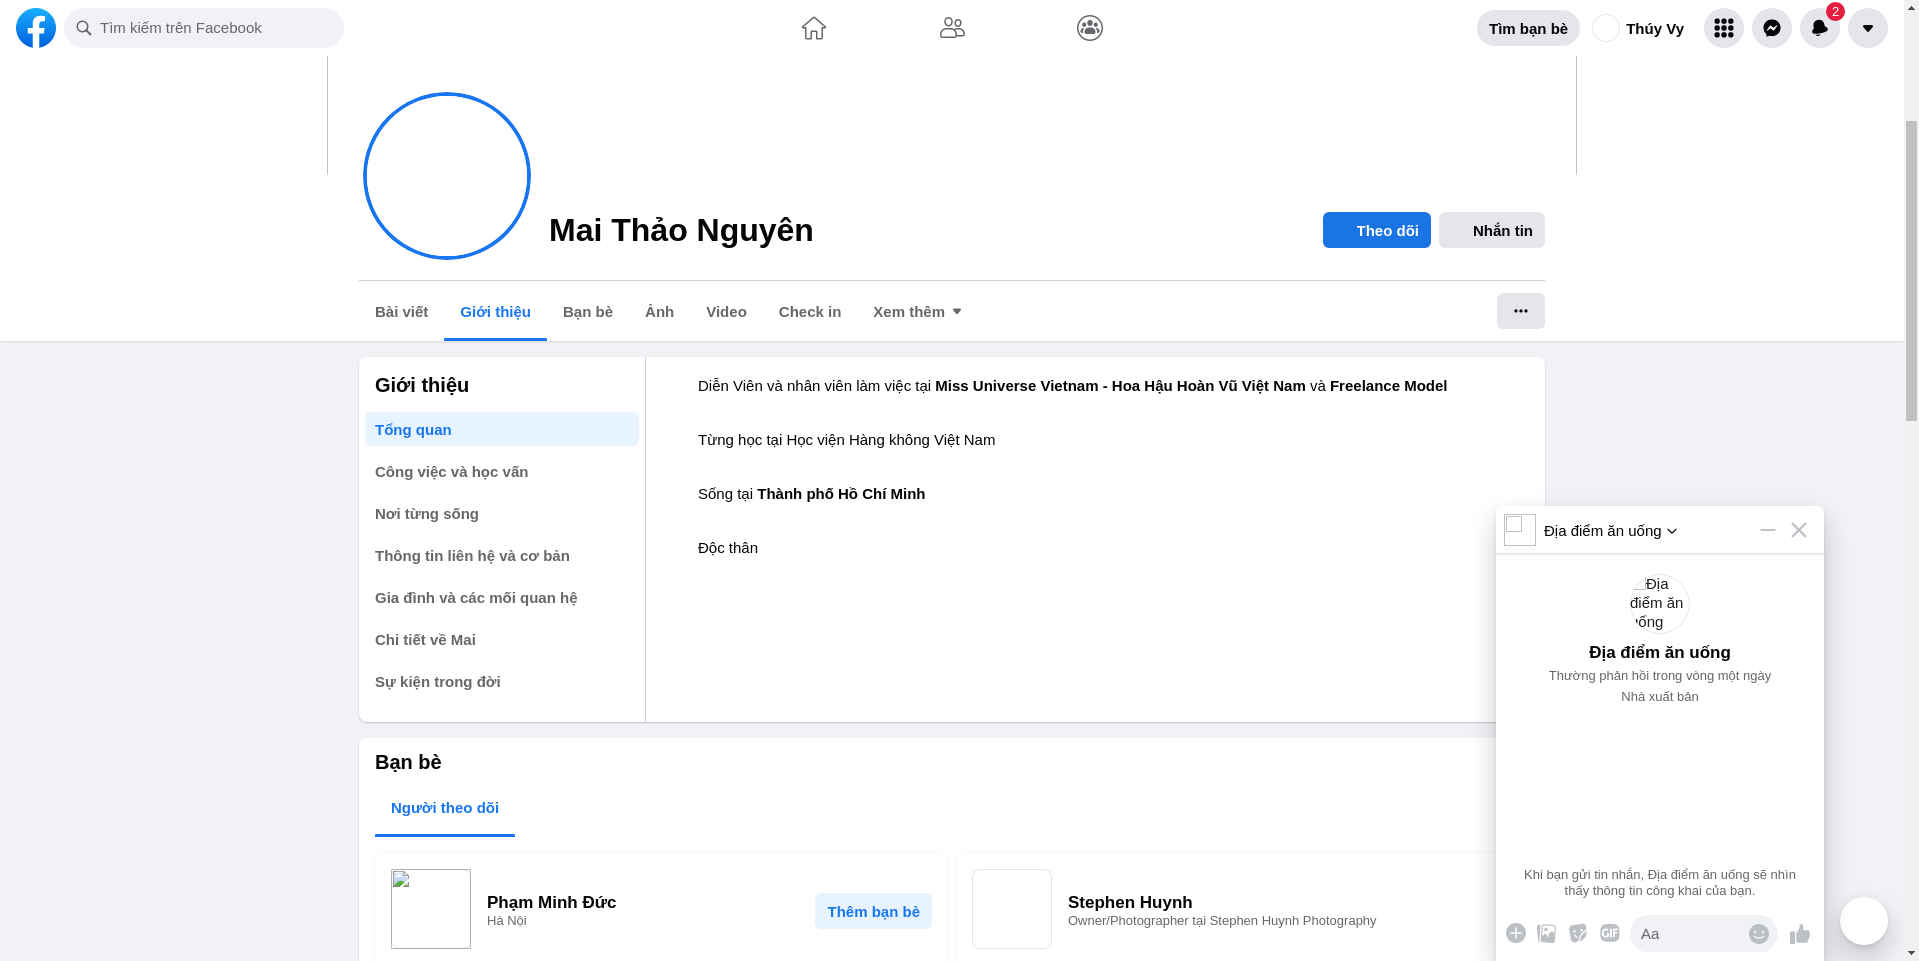 Tìm kiếm trên Facebook
Tìm bạn bè
Thúy Vy
2
Mai Thảo Nguyên
Theo dõi
Nhắn tin
Bài viết
Giới thiệu
Bạn bè
Ảnh
Video
Check in
Xem thêm
Giới thiệu
Tổng quan
Công việc và học vấn
Nơi từng sống
Thông tin liên hệ và cơ bản
Gia đình và các mối quan hệ
Chi tiết về Mai
Sự kiện trong đời
Diễn Viên và nhân viên làm việc tại Miss Universe Vietnam - Hoa Hậu Hoàn Vũ Việt Nam và Freelance Model
Từng học tại Học viện Hàng không Việt Nam
Sống tại Thành phố Hồ Chí Minh
Độc thân
Bạn bè
Người theo dõi
Phạm Minh Đức
Hà Nội
Thêm bạn bè
Stephen Huynh
Owner/Photographer tại Stephen Huynh Photography
Địa điểm ăn uống
Địa
điểm ăn
uống
Địa điểm ăn uống
Thường phản hồi trong vòng một ngày
Nhà xuất bản
Khi bạn gửi tin nhắn, Địa điểm ăn uống sẽ nhìn
thấy thông tin công khai của bạn.
GIF
Aa